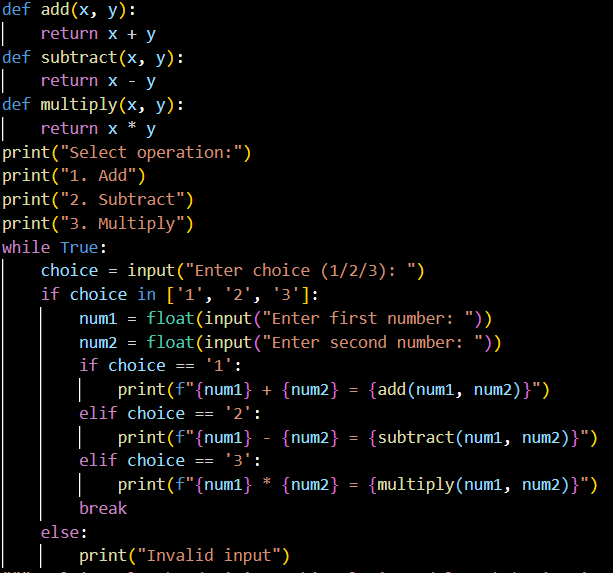 def add(x, y):
    return x + y
def subtract(x, y):
    return x - y
def multiply(x, y):
    return x * y
print("Select operation:")
print("1. Add")
print("2. Subtract")
print("3. Multiply")
while True:
    choice = input("Enter choice (1/2/3): ")
    if choice in ['1', '2', '3']:
        num1 = float(input("Enter first number: "))
        num2 = float(input("Enter second number: "))
        if choice == '1':
            print(f"{num1} + {num2} = {add(num1, num2)}")
        elif choice == '2':
            print(f"{num1} - {num2} = {subtract(num1, num2)}")
        elif choice == '3':
            print(f"{num1} * {num2} = {multiply(num1, num2)}")
        break
    else:
        print("Invalid input")